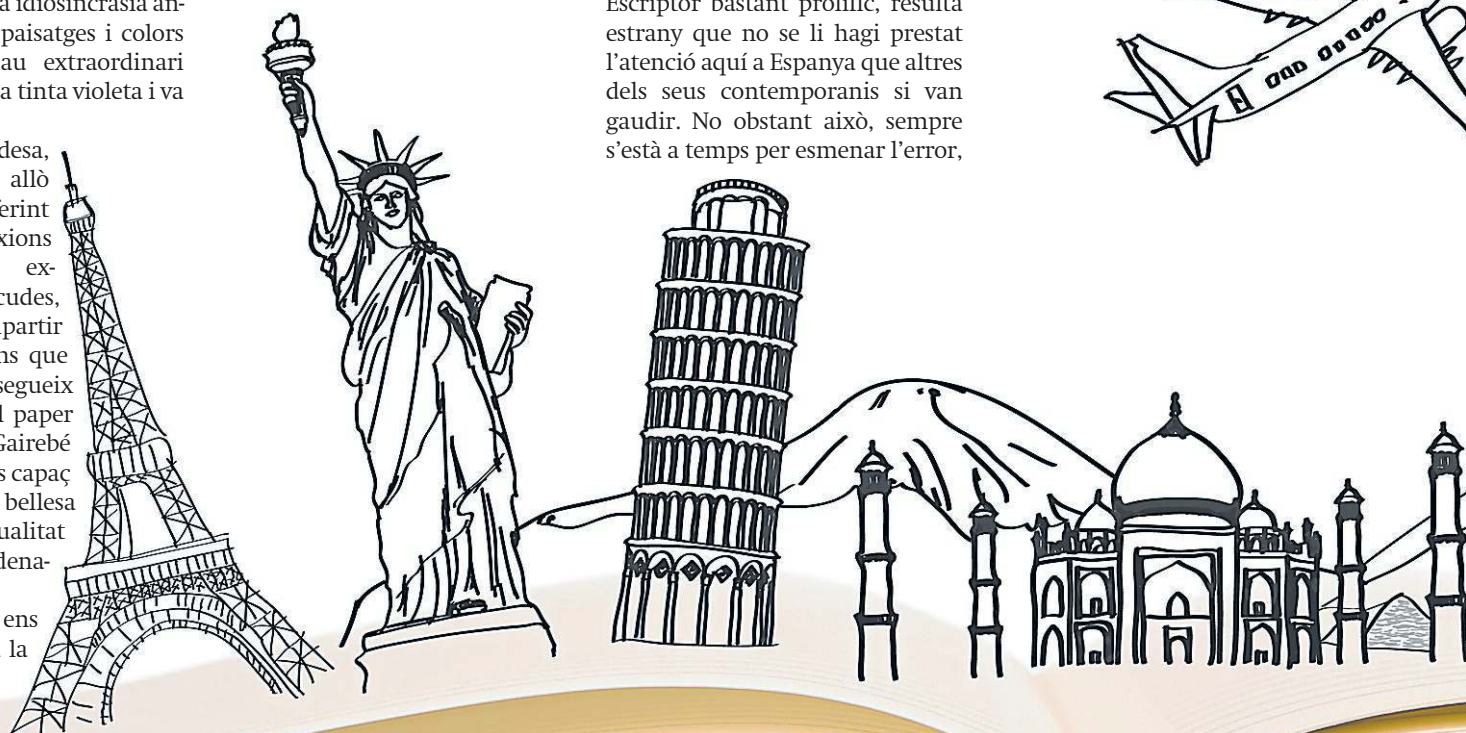 a idiosincràsia an-
paisatges i colors
au extraordinari
a tinta violeta i va
desa,
allò
erint
xions
ex-
cudes,
partir
ns que
segueix
l paper
Gairebé
s capaç
bellesa
ualitat
dena-
ens
la
Escriptor bastant prolífic, resulta
estrany que no se li hagi prestat
l’atenció aquí a Espanya que altres
dels seus contemporanis si van
gaudir. No obstant això, sempre
s’està a temps per esmenar l’error,